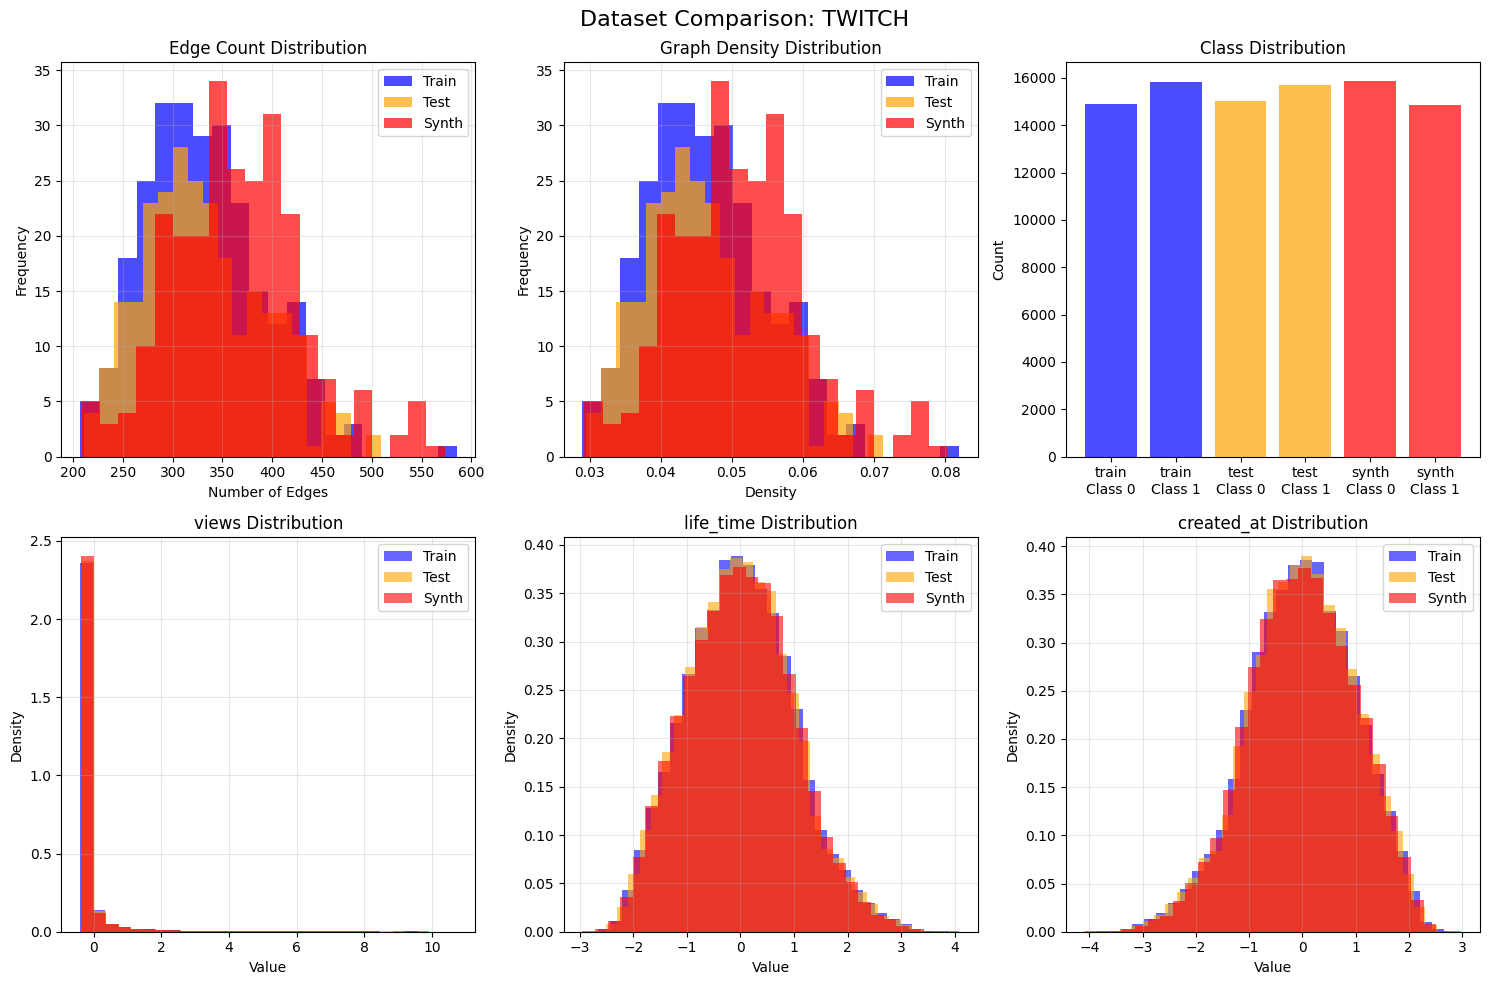 Dataset Comparison: TWITCH
Edge Count Distribution
35
30
25
20
15
10
5
0
Frequency
200 250 300 350 400 450 500 550 600
Number of Edges
Train
Test
Synth
Graph Density Distribution
35
30
25
20
15
10
5
0
Frequency
0.03 0.04 0.05 0.06 0.07 0.08
Density
Train
Test
Synth
Class Distribution
16000
14000
12000
10000
8000
6000
4000
2000
0
Count
train train test test synth synth
Class 0 Class 1 Class 0 Class 1 Class 0 Class 1
views Distribution
2.5
2.0
1.5
1.0
0.5
0.0
Density
0 2 4 6 8 10
Value
Train
Test
Synth
life_time Distribution
0.40
0.35
0.30
0.25
0.20
0.15
0.10
0.05
0.00
Density
−3 −2 −1 0 1 2 3 4
Value
Train
Test
Synth
created_at Distribution
0.40
0.35
0.30
0.25
0.20
0.15
0.10
0.05
0.00
Density
−4 −3 −2 −1 0 1 2 3
Value
Train
Test
Synth